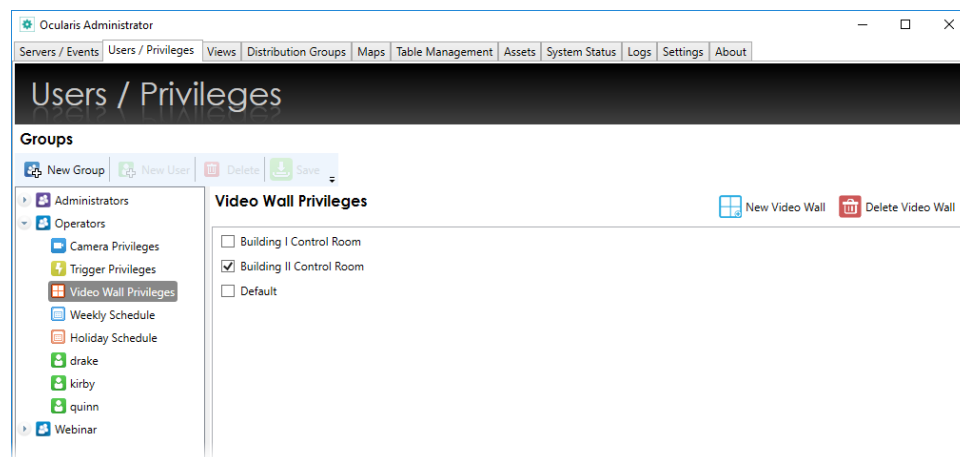 Ocularis Administrator
Servers / Events Users / Privileges Views Distribution Groups Maps Table Management Assets System Status Logs Settings About
Users / Privileges
Groups
New Group New User Delete Save
Administrators
Operators
Camera Privileges
Trigger Privileges
Video Wall Privileges
Weekly Schedule
Holiday Schedule
drake
kirby
quinn
Webinar
Video Wall Privileges
New Video Wall Delete Video Wall
Building I Control Room
Building II Control Room
Default